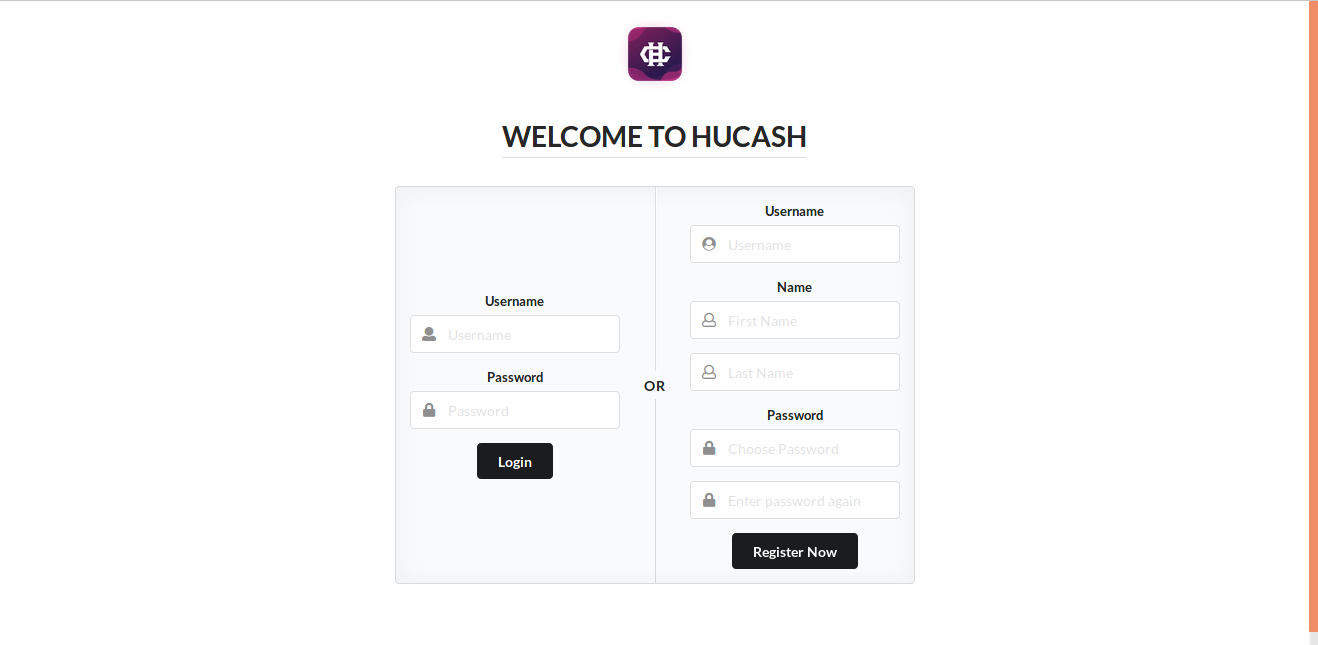 WELCOME TO HUCASH
Username
Username
Password
Password
Login
OR
Username
Username
Name
First Name
Last Name
Password
Choose Password
Enter password again
Register Now